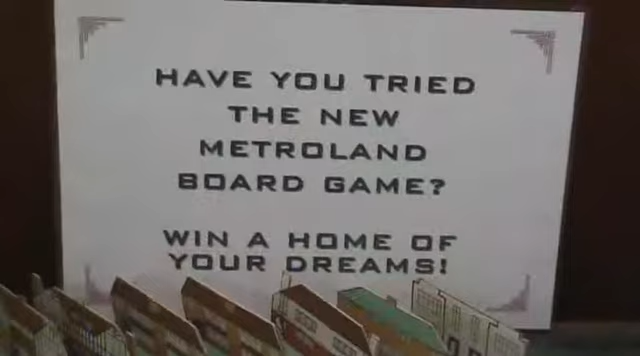 HAVE YOU TRIED
THE NEW
METROLAND
BOARD GAME?
WIN A HOME OF
YOUR DREAMS!